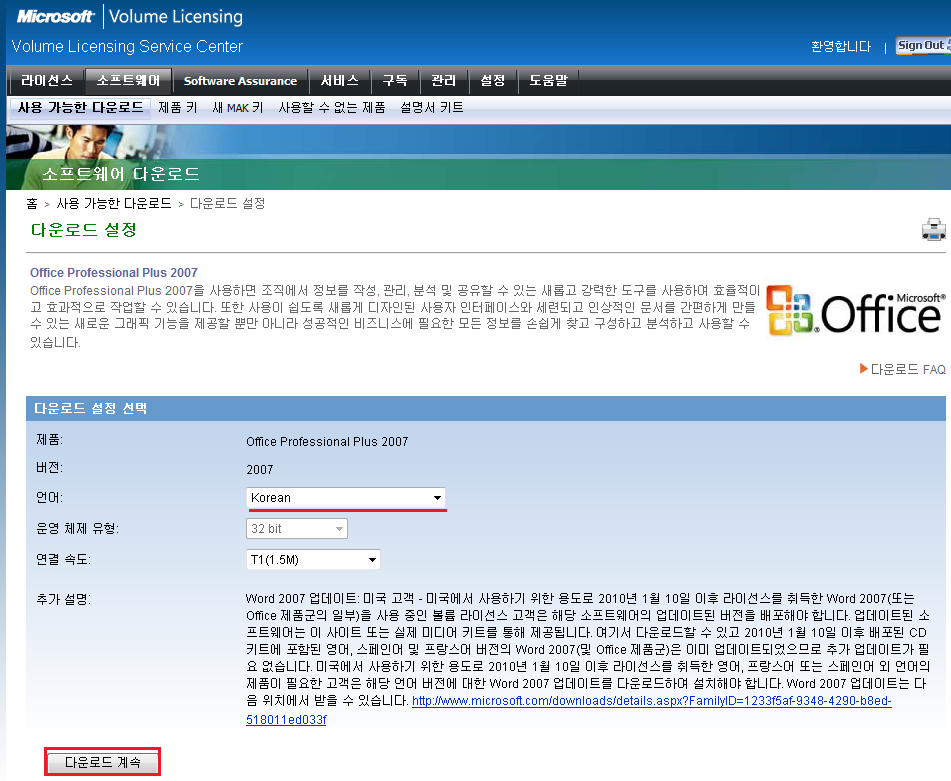 Microsoft Volume Licensing
Volume Licensing Service Center
환영합니다 | Sign Out
라이선스 소프트웨어 Software Assurance 서비스 구독 관리 설정 도움말
사용 가능한 다운로드 제품 키 새 MAK 키 사용할 수 없는 제품 설명서 키트
소프트웨어 다운로드
홈 > 사용 가능한 다운로드 > 다운로드 설정
다운로드 설정
Office Professional Plus 2007
Office Professional Plus 2007을 사용하면 조직에서 정보를 작성, 관리, 분석 및 공유할 수 있는 새롭고 강력한 도구를 사용하여 효율적이
고 효과적으로 작업할 수 있습니다. 또한 사용이 쉽도록 새롭게 디자인된 사용자 인터페이스와 세련되고 인상적인 문서를 간편하게 만들
수 있는 새로운 그래픽 기능을 제공할 뿐만 아니라 성공적인 비즈니스에 필요한 모든 정보를 손쉽게 찾고 구성하고 분석하고 사용할 수
있습니다.
Microsoft®
Office
다운로드 FAQ
다운로드 설정 선택
제품: Office Professional Plus 2007
버전: 2007
언어: Korean
운영 체제 유형: 32 bit
연결 속도: T1(1.5M)
추가 설명: Word 2007 업데이트: 미국 고객 - 미국에서 사용하기 위한 용도로 2010년 1월 10일 이후 라이선스를 취득한 Word 2007(또는
Office 제품군의 일부)을 사용 중인 볼륨 라이선스 고객은 해당 소프트웨어의 업데이트된 버전을 배포해야 합니다. 업데이트된 소
프트웨어는 이 사이트 또는 실제 미디어 키트를 통해 제공됩니다. 여기서 다운로드할 수 있고 2010년 1월 10일 이후 배포된 CD
키트에 포함된 영어, 스페인어 및 프랑스어 버전의 Word 2007(및 Office 제품군)은 이미 업데이트되었으므로 추가 업데이트가 필
요 없습니다. 미국에서 사용하기 위한 용도로 2010년 1월 10일 이후 라이선스를 취득한 영어, 프랑스어 또는 스페인어 외 언어의
제품이 필요한 고객은 해당 언어 버전에 대한 Word 2007 업데이트를 다운로드하여 설치해야 합니다. Word 2007 업데이트는 다
음 위치에서 받을 수 있습니다. http://www.microsoft.com/downloads/details.aspx?FamilyID=1233f5af-9348-4290-b8ed-
518011ed033f
다운로드 계속